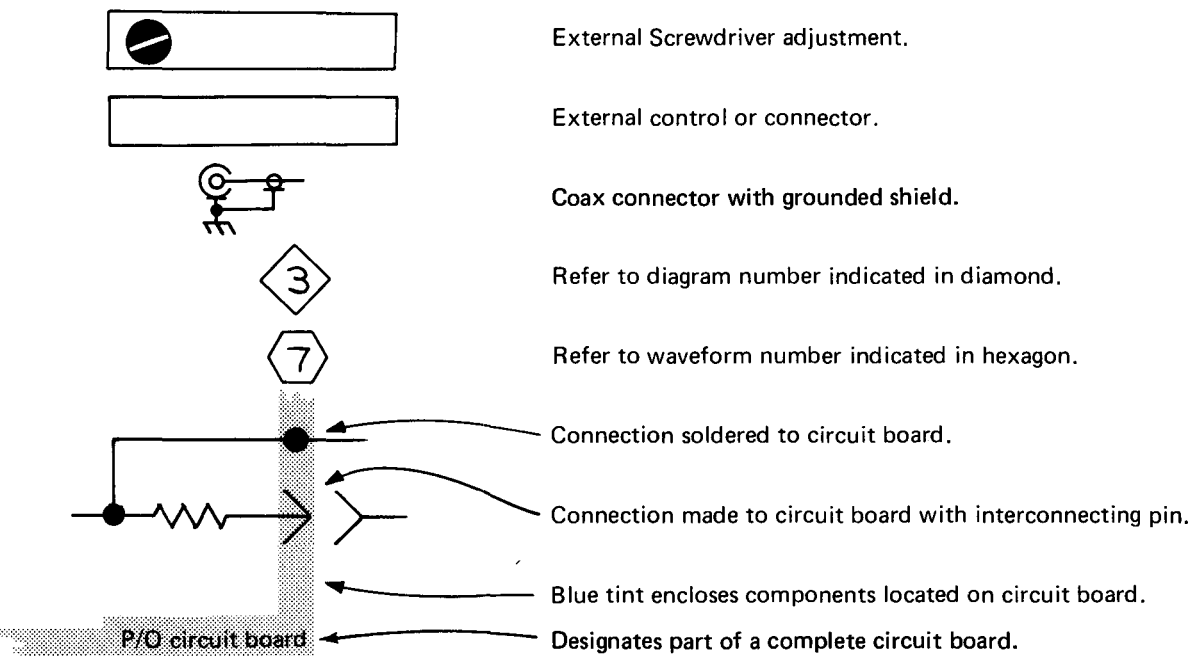 External Screwdriver adjustment.
External control or connector.
Coax connector with grounded shield.
3
Refer to diagram number indicated in diamond.
7
Refer to waveform number indicated in hexagon.
Connection soldered to circuit board.
Connection made to circuit board with interconnecting pin.
Blue tint encloses components located on circuit board.
P/O circuit board
Designates part of a complete circuit board.